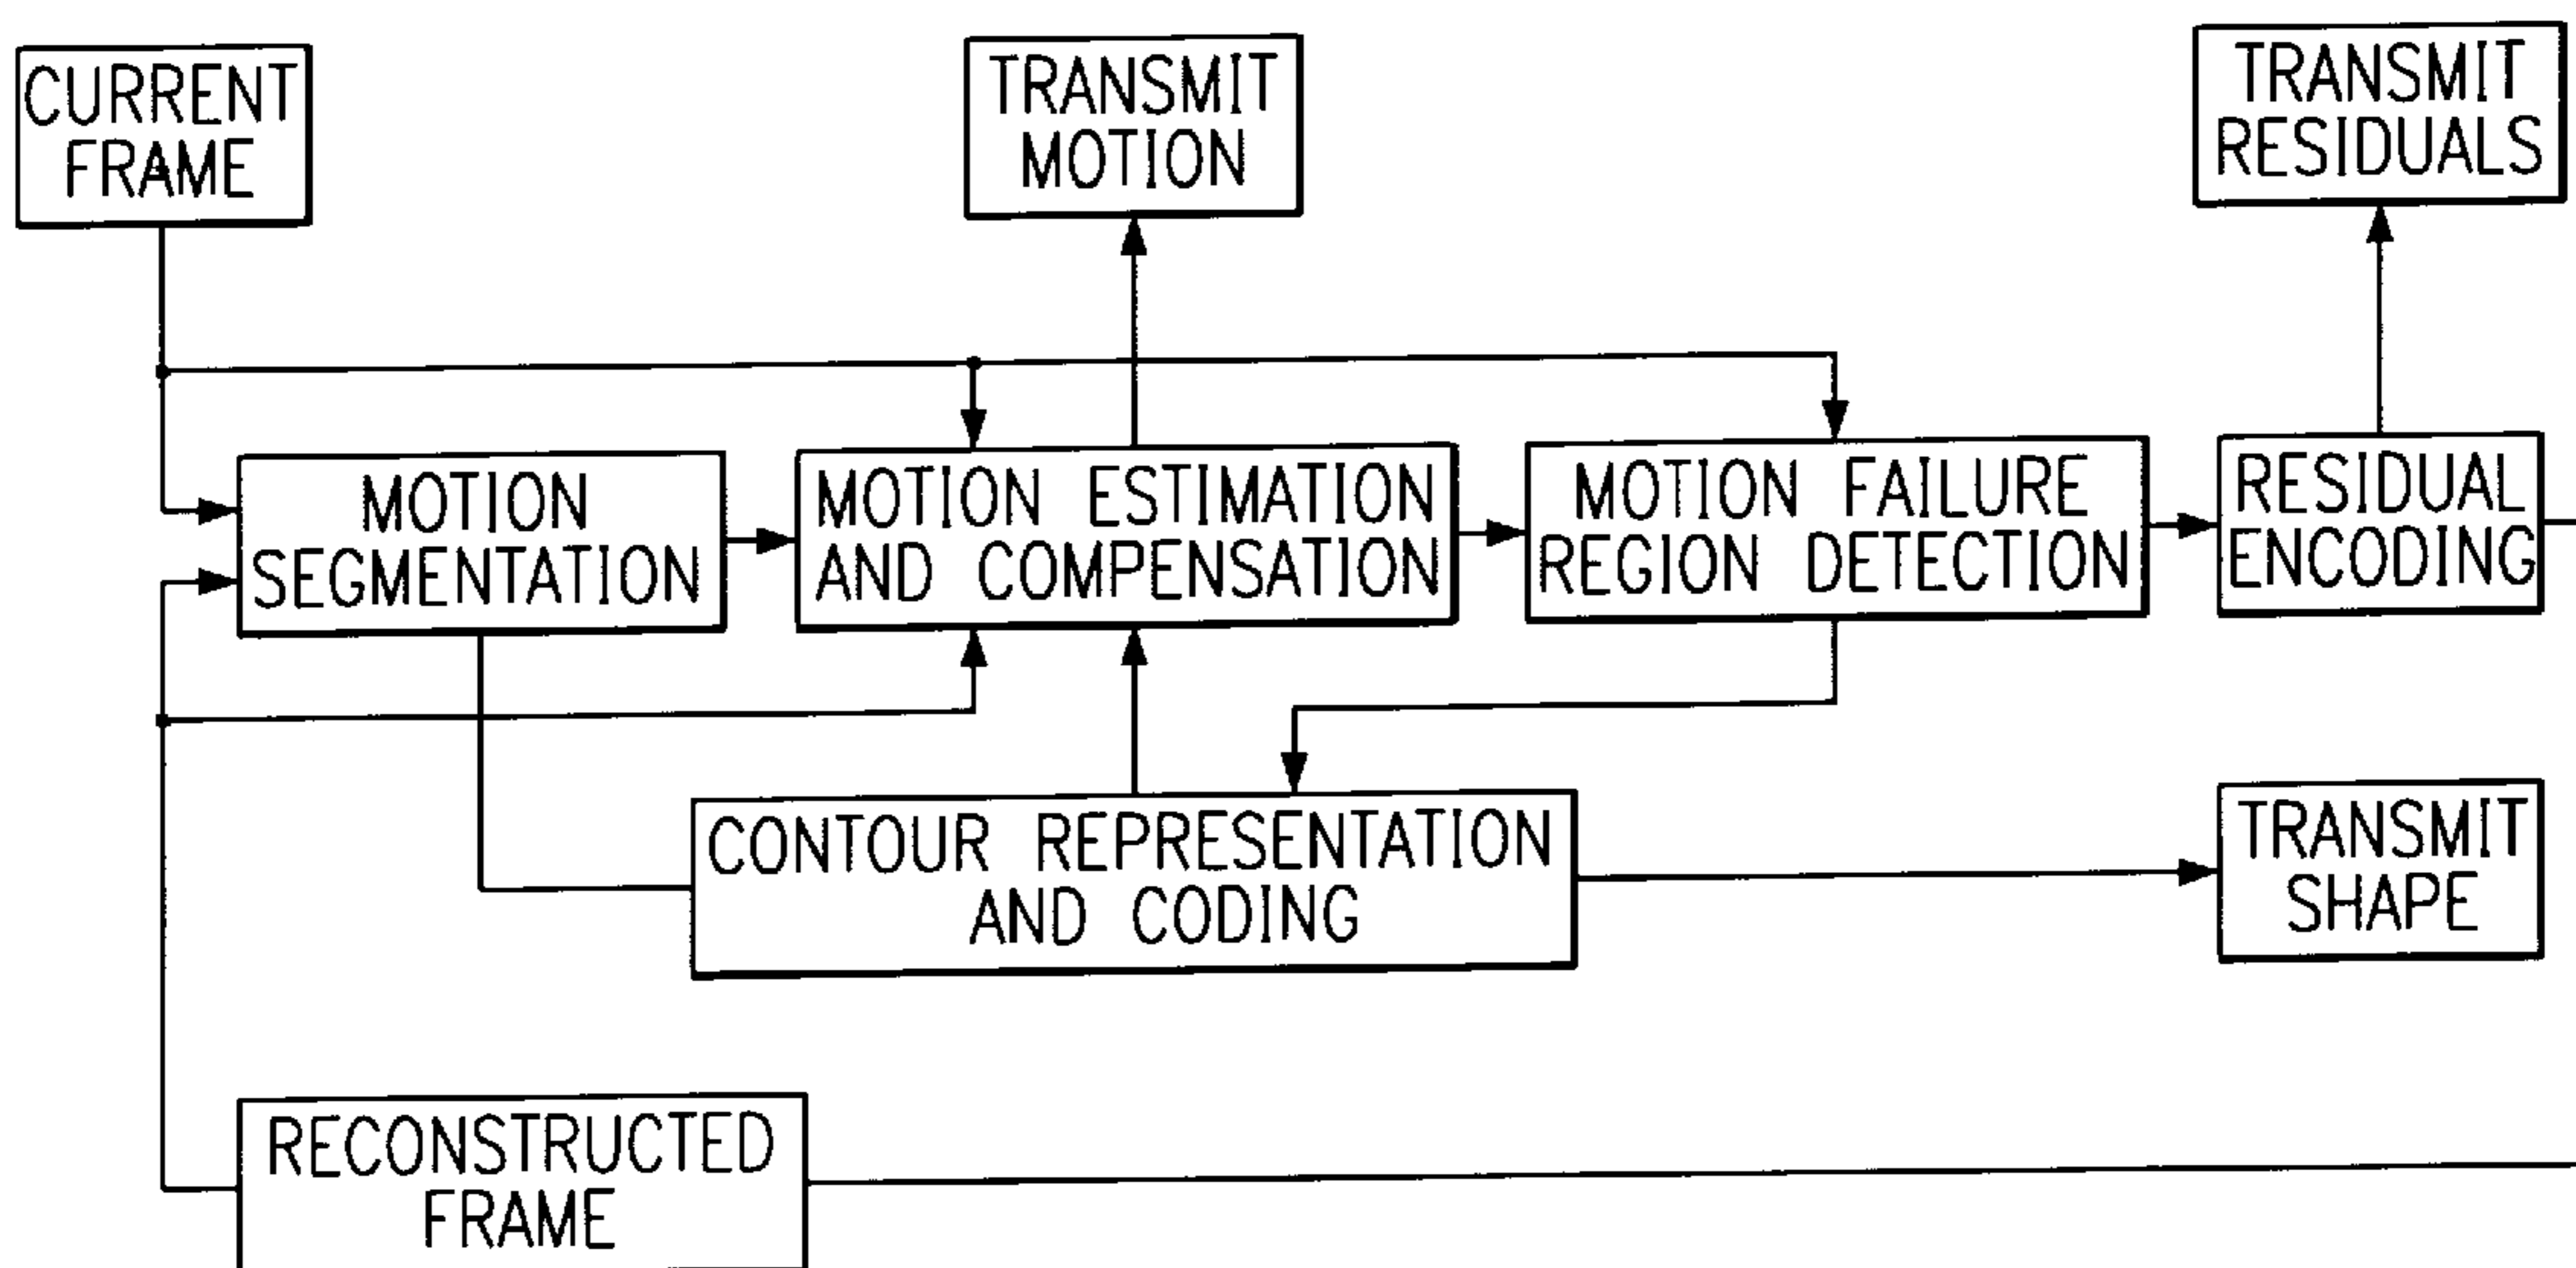 CURRENT
FRAME
TRANSMIT
MOTION
TRANSMIT
RESIDUALS
MOTION
SEGMENTATION
MOTION ESTIMATION
AND COMPENSATION
MOTION FAILURE
REGION DETECTION
RESIDUAL
ENCODING
CONTOUR REPRESENTATION
AND CODING
TRANSMIT
SHAPE
RECONSTRUCTED
FRAME